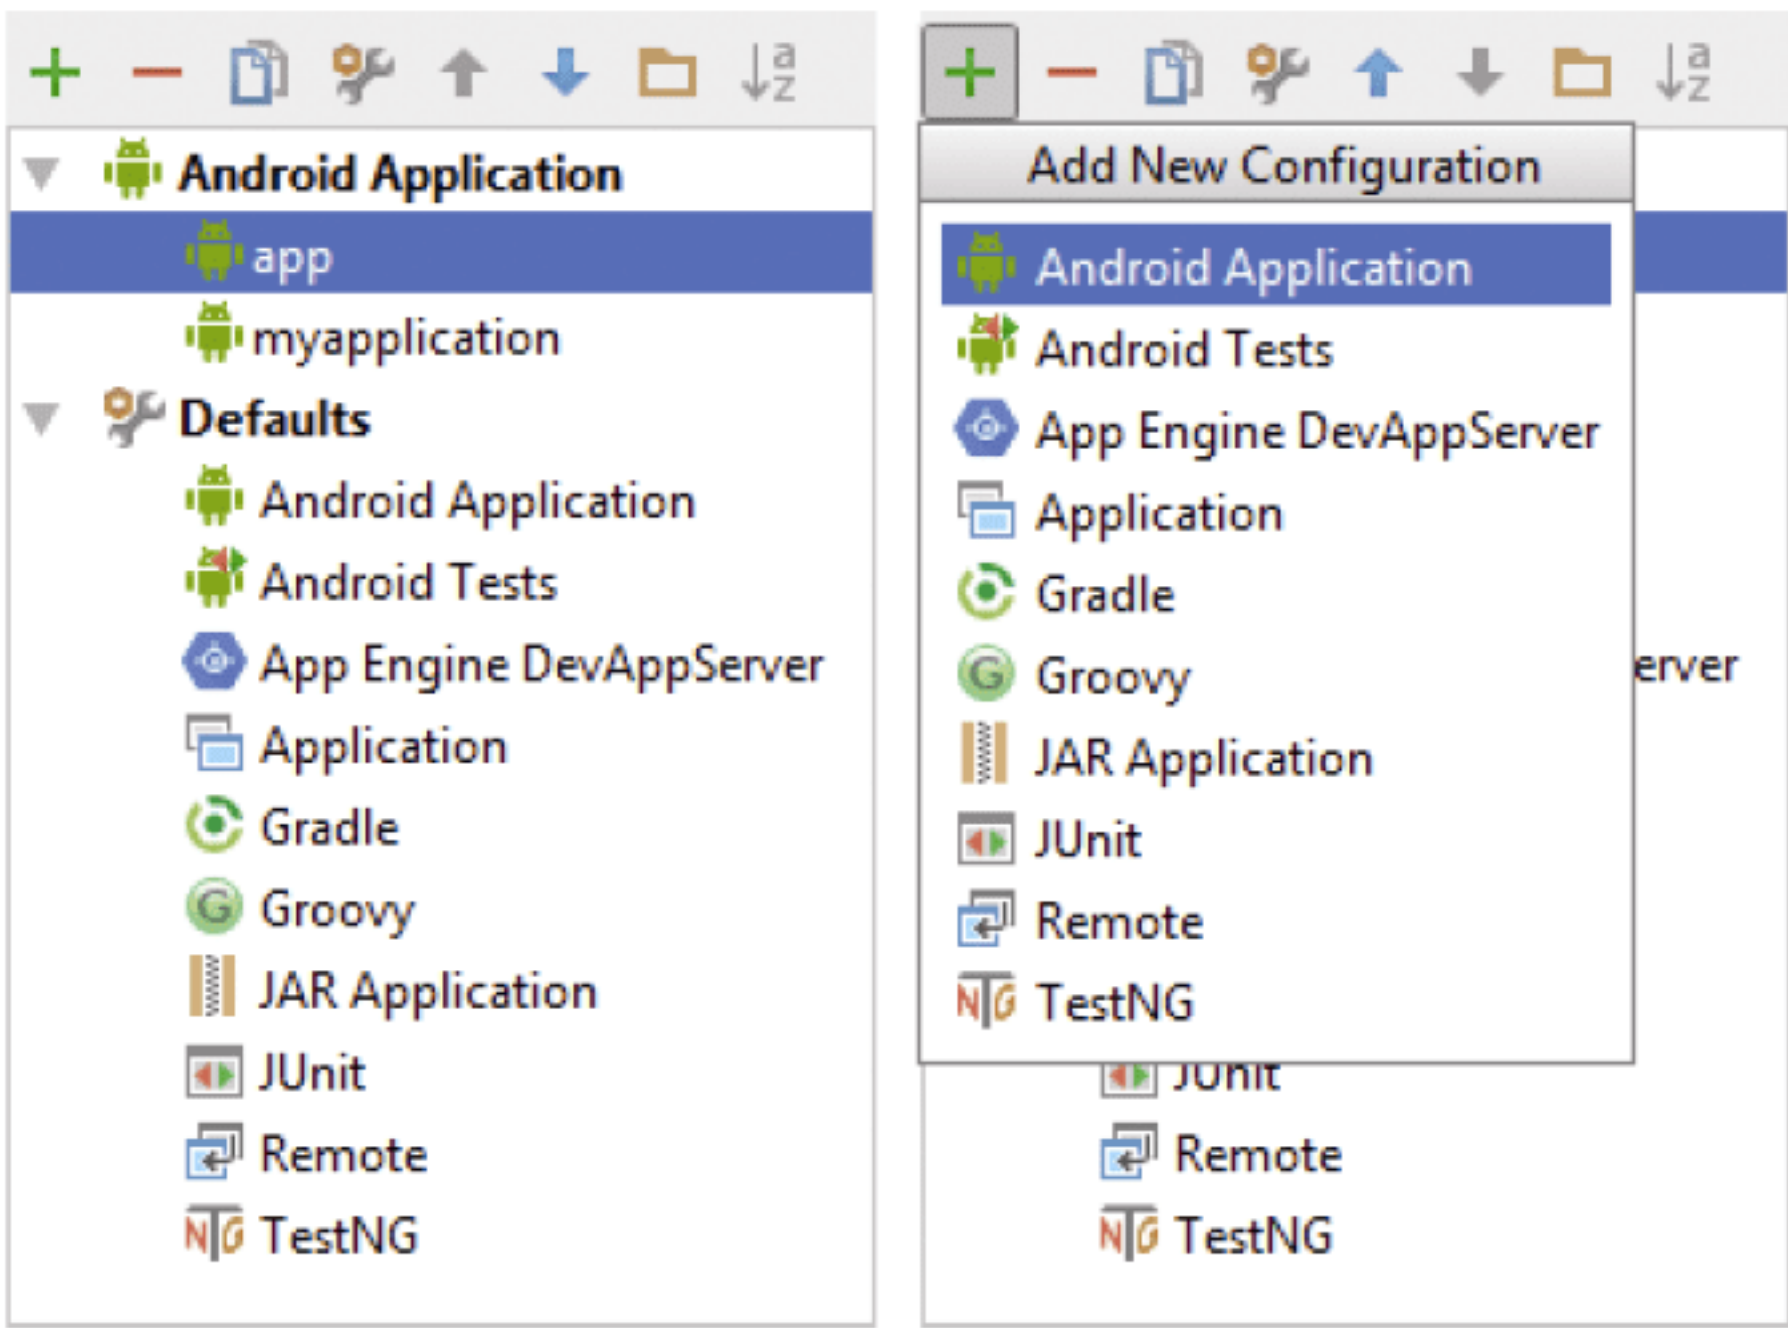 Android Application
app
myapplication
Defaults
Android Application
Android Tests
App Engine DevAppServer
Application
Gradle
Groovy
JAR Application
JUnit
Remote
TestNG
Add New Configuration
Android Application
Android Tests
App Engine DevAppServer
Application
Gradle
Groovy
JAR Application
JUnit
Remote
TestNG
erver
JUnit
Remote
TestNG